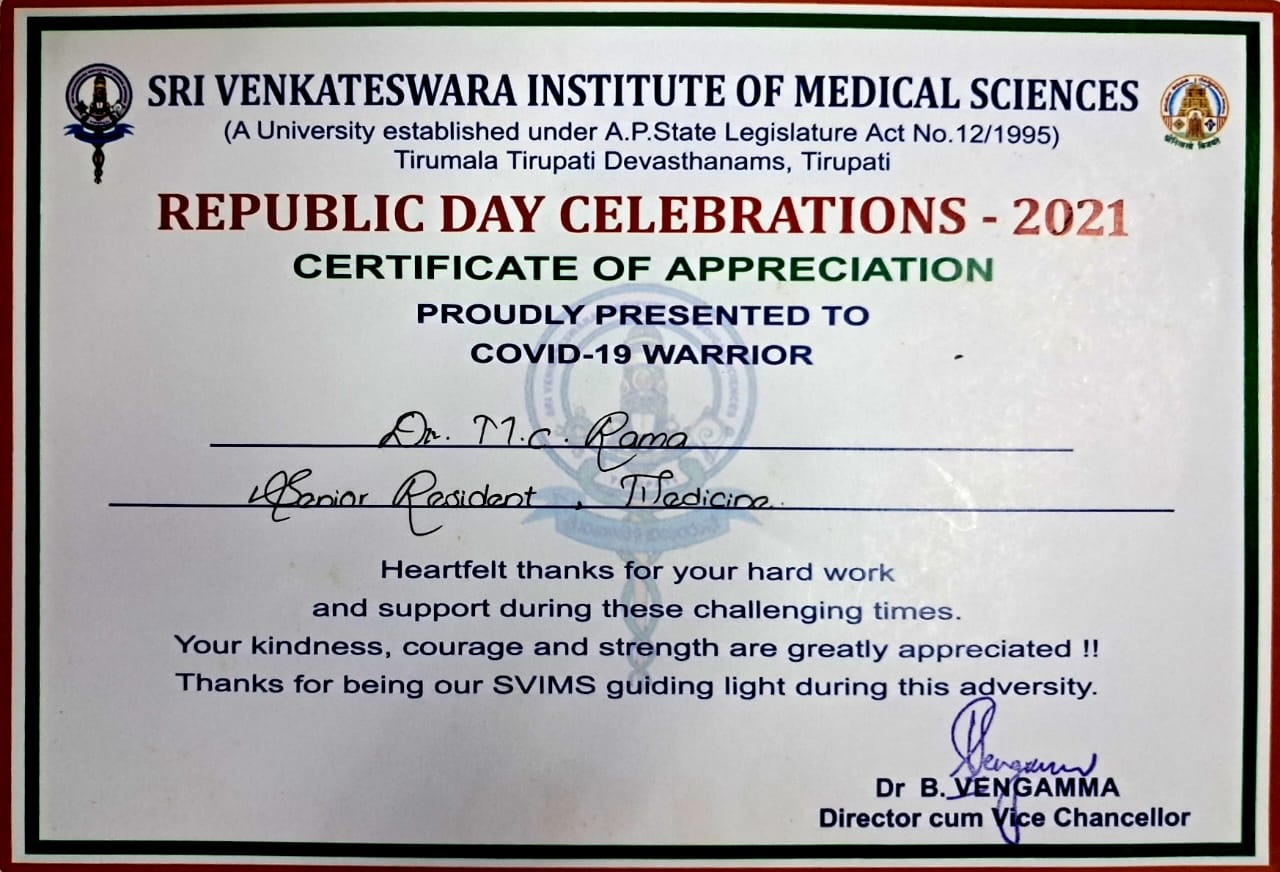 SRI VENKATESWARA INSTITUTE OF MEDICAL SCIENCES
(A University established under A.P.State Legislature Act No.12/1995)
Tirumala Tirupati Devasthanams, Tirupati
REPUBLIC DAY CELEBRATIONS - 2021
CERTIFICATE OF APPRECIATION
PROUDLY PRESENTED TO
COVID-19 WARRIOR
Dr. M.C. Rama
Senior Resident, Medicine.
Heartfelt thanks for your hard work
and support during these challenging times.
Your kindness, courage and strength are greatly appreciated !!
Thanks for being our SVIMS guiding light during this adversity.
Dr B. VENGAMMA
Director cum Vice Chancellor